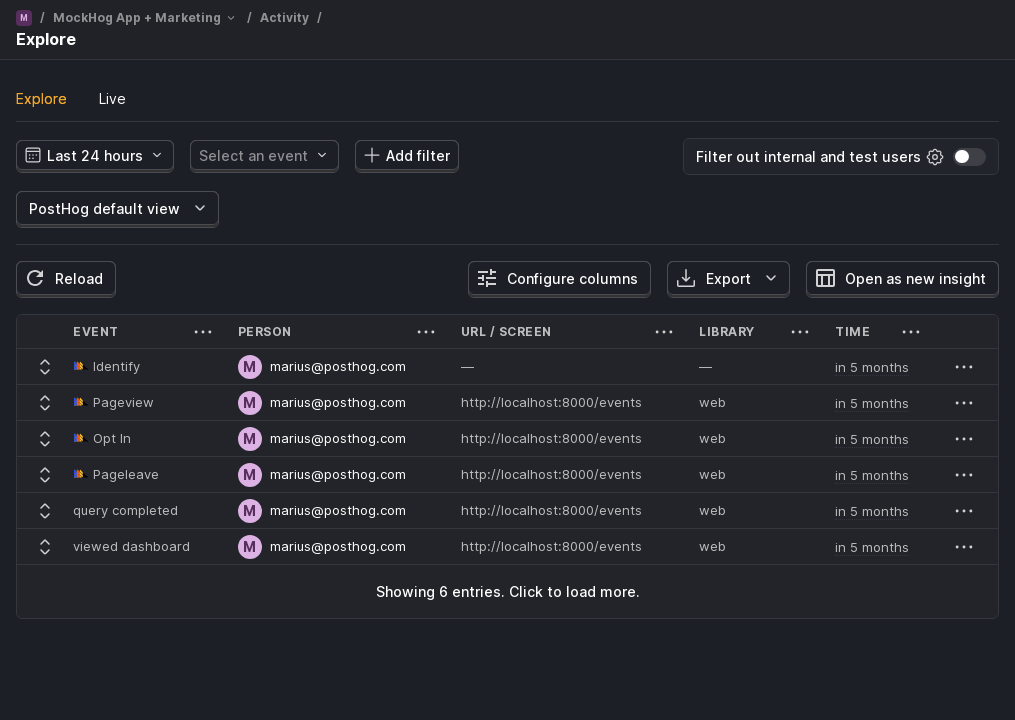 M / MockHog App + Marketing / Activity /
Explore
Explore Live
Last 24 hours Select an event Add filter Filter out internal and test users
PostHog default view
Reload Configure columns Export Open as new insight
EVENT PERSON URL / SCREEN LIBRARY TIME
Identify M marius@posthog.com — — in 5 months
Pageview M marius@posthog.com http://localhost:8000/events web in 5 months
Opt In M marius@posthog.com http://localhost:8000/events web in 5 months
Pageleave M marius@posthog.com http://localhost:8000/events web in 5 months
query completed M marius@posthog.com http://localhost:8000/events web in 5 months
viewed dashboard M marius@posthog.com http://localhost:8000/events web in 5 months
Showing 6 entries. Click to load more.